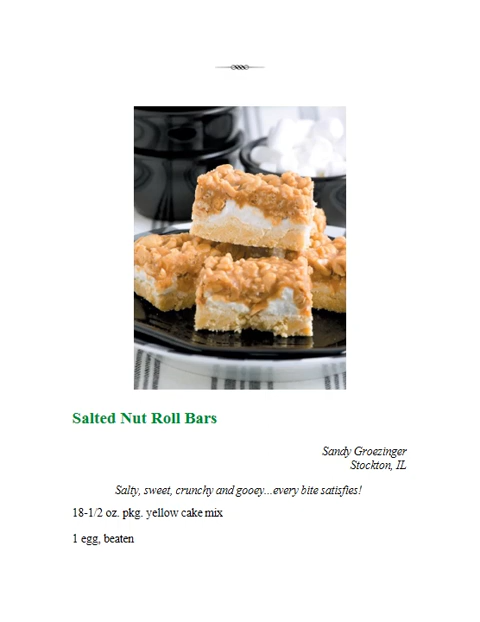 Salted Nut Roll Bars
Sandy Groezinger
Stockton, IL
Salty, sweet, crunchy and gooey...every bite satisfies!
18-1/2 oz. pkg. yellow cake mix
1 egg, beaten